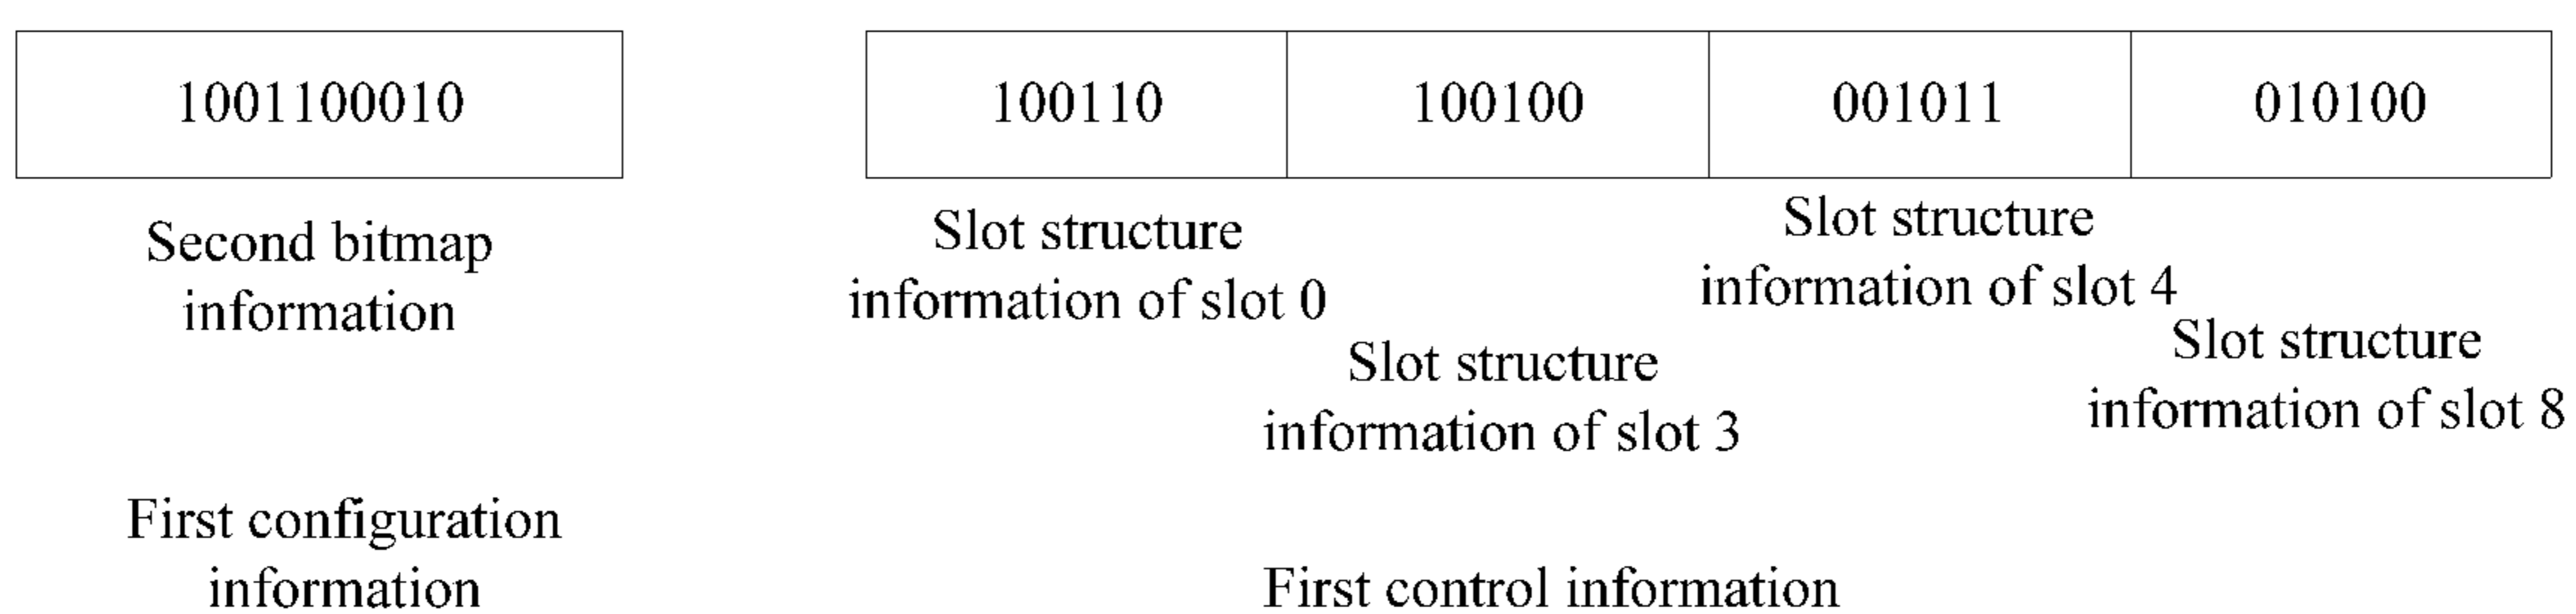 1001100010
100110
100100
001011
010100
Second bitmap
information
Slot structure
information of slot 0
Slot structure
information of slot 3
Slot structure
information of slot 4
Slot structure
information of slot 8
First configuration
information
First control information